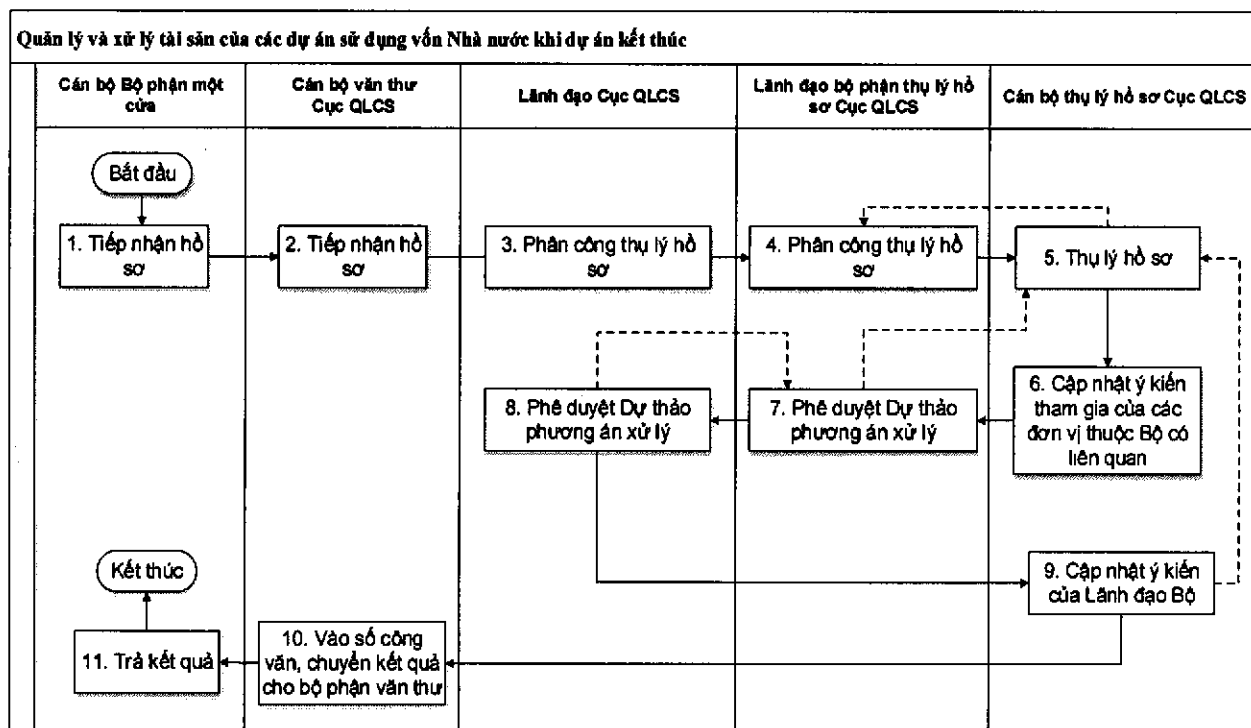 Quản lý và xử lý tài sản của các dự án sử dụng vốn Nhà nước khi dự án kết thúc
Cán bộ Bộ phận một
cửa
Cán bộ văn thư
Cục QLCS
Lãnh đạo Cục QLCS
Lãnh đạo bộ phận thụ lý hồ
sơ Cục QLCS
Cán bộ thụ lý hồ sơ Cục QLCS
Bắt đầu
1. Tiếp nhận hồ
sơ
2. Tiếp nhận hồ
sơ
3. Phân công thụ lý hồ
sơ
4. Phân công thụ lý hồ
sơ
5. Thụ lý hồ sơ
8. Phê duyệt Dự thảo
phương án xử lý
7. Phê duyệt Dự thảo
phương án xử lý
6. Cập nhật ý kiến
tham gia của các
đơn vị thuộc Bộ có
liên quan
Kết thúc
9. Cập nhật ý kiến
của Lãnh đạo Bộ
11. Trả kết quả
10. Vào số công
văn, chuyển kết quả
cho bộ phận văn thư